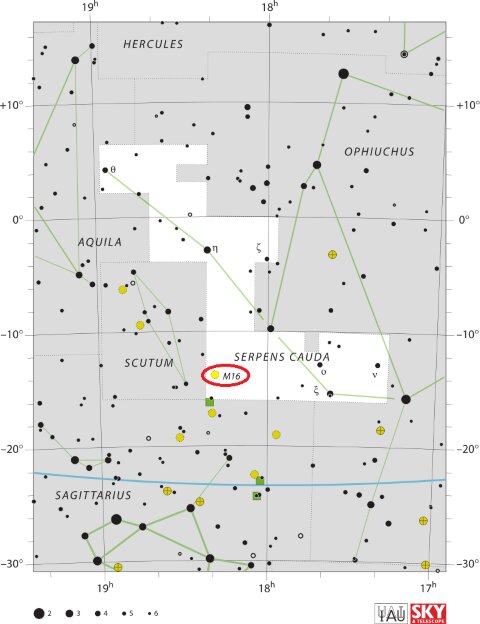 19h 18h
HERCULES
+10° +10°
OPHIUCHUS
θ
0° 0°
AQUILA
η ζ
−10° −10°
SERPENS CAUDA
SCUTUM
M16
ο ν
ξ
−20° −20°
SAGITTARIUS
−30° −30°
19h 18h 17h
2 3 4 5 6
IAU
SKY
& TELESCOPE